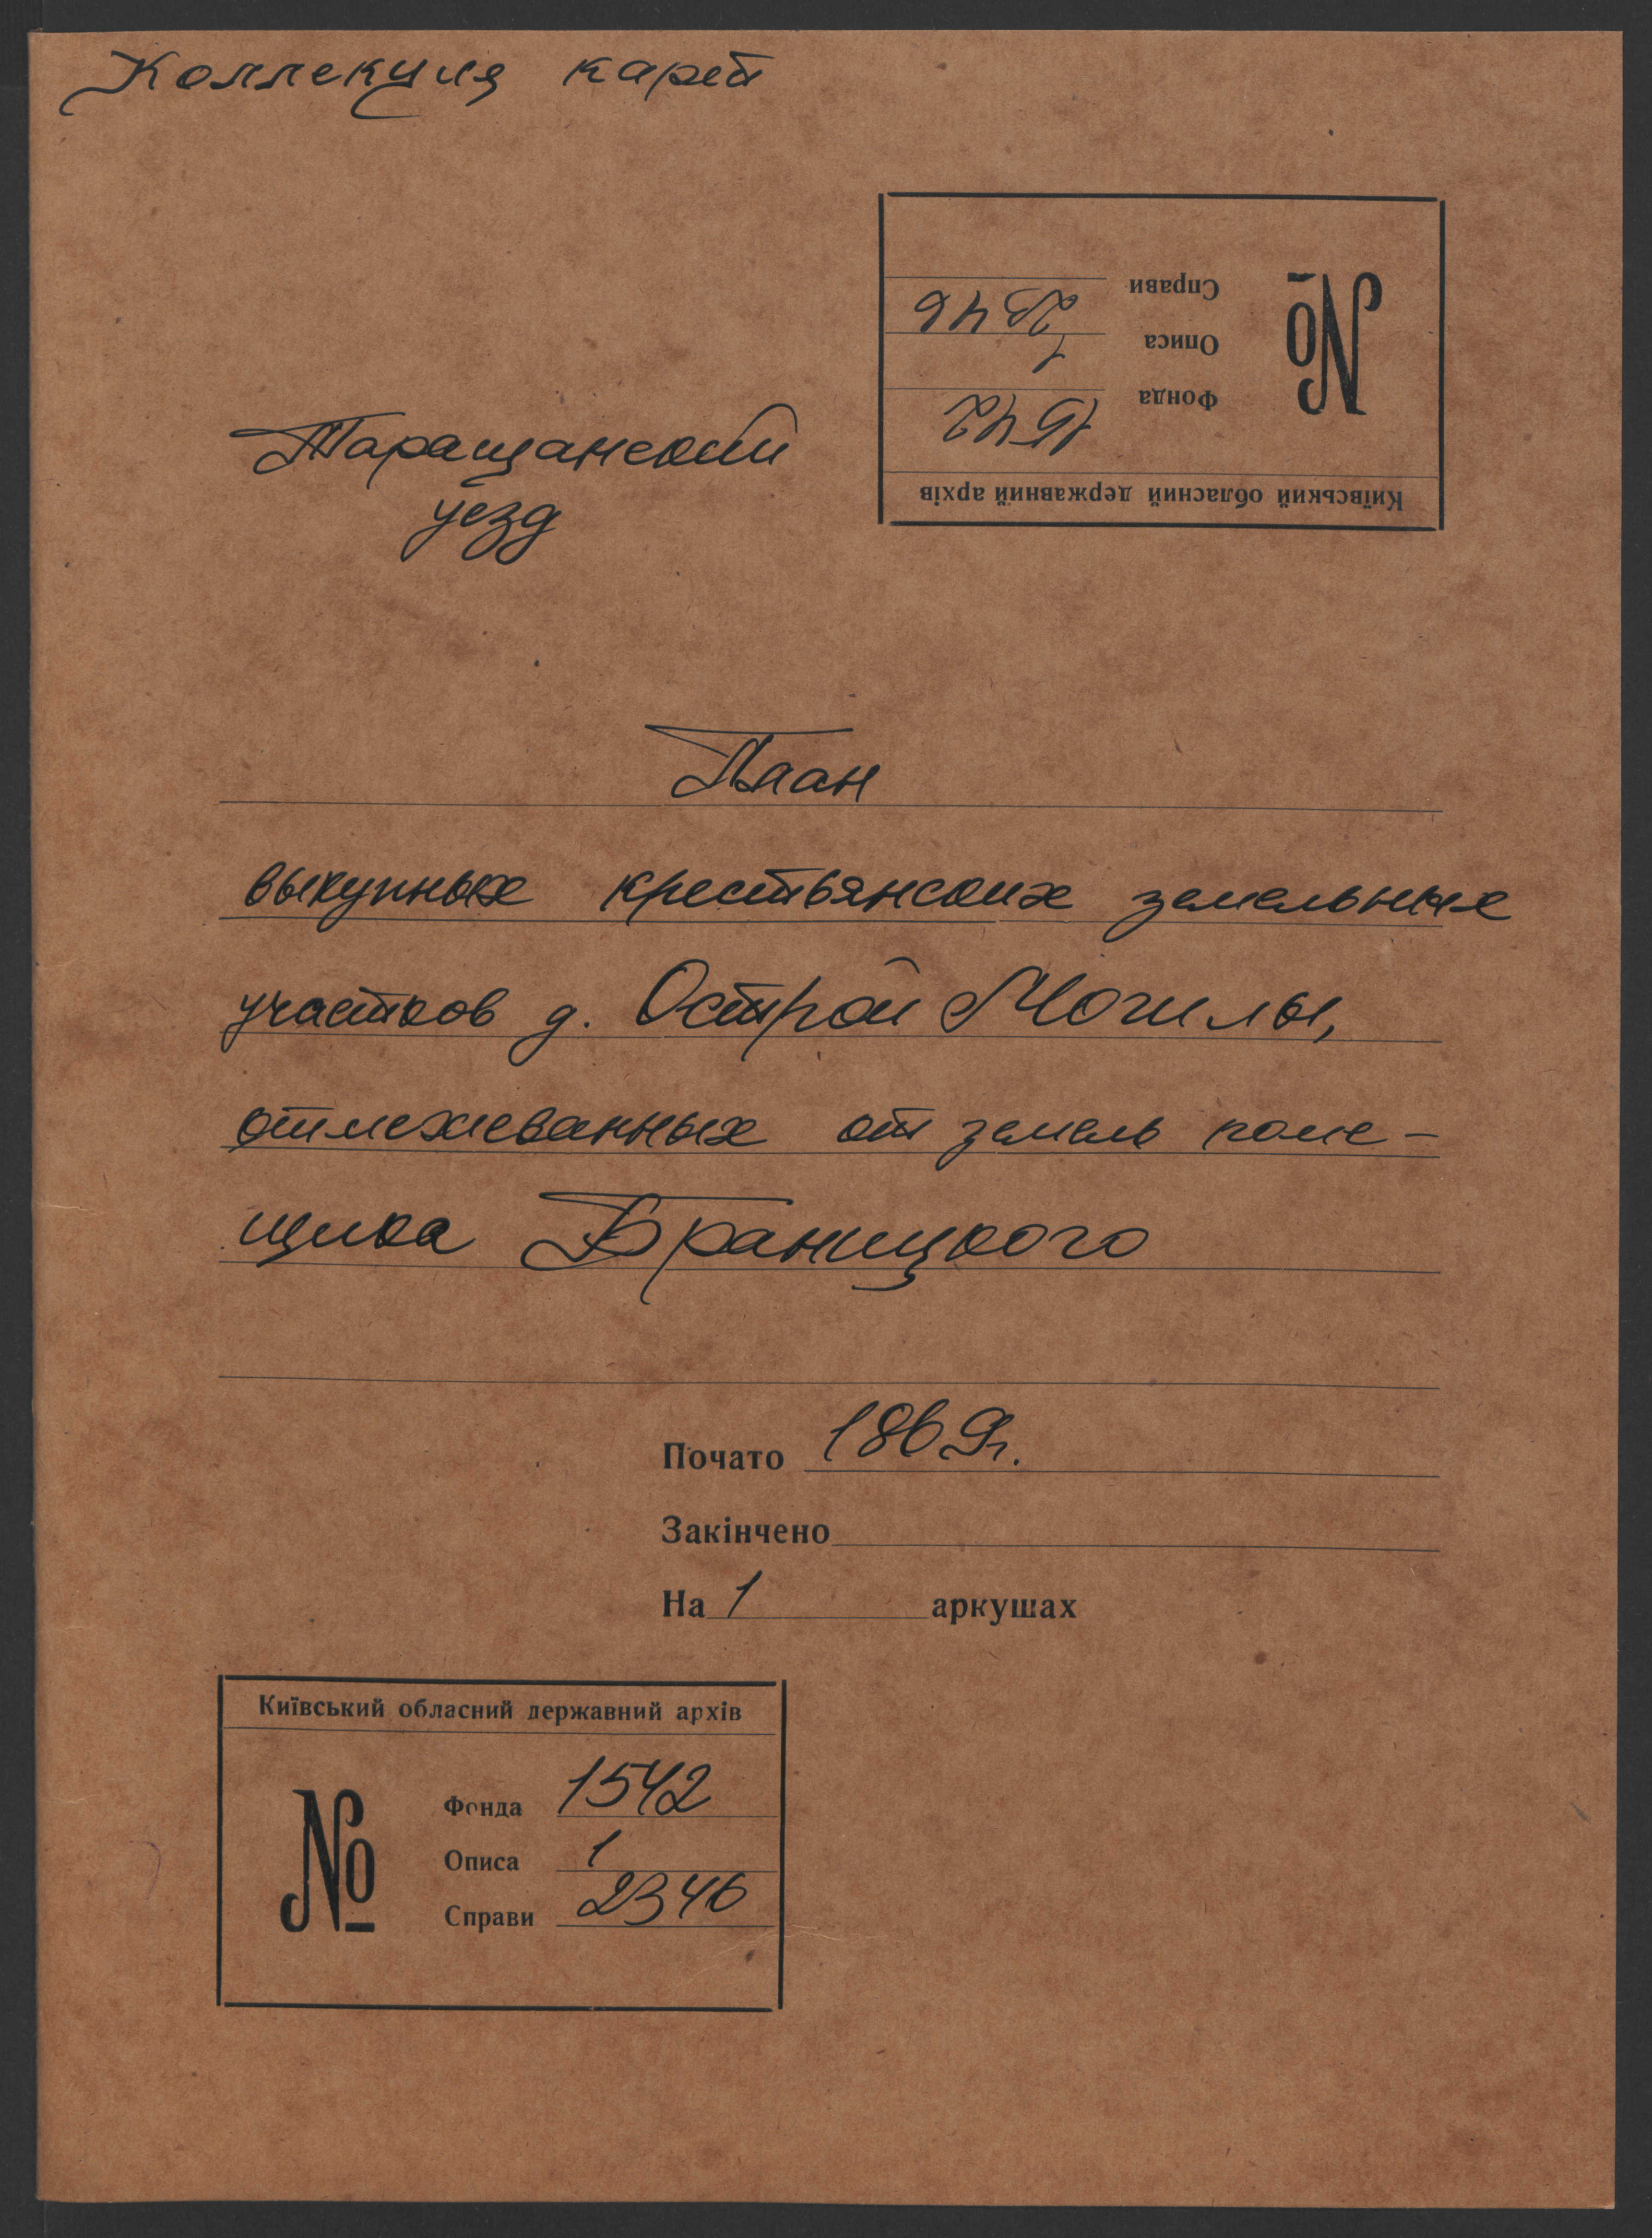 Коллекция карт
Київський обласний державний архів
№
Фонда 1542
Описа 1
Справи 2346
Таращанский
уезд
План
выкупных крестьянских земельных
участков д. Острой Могилы,
отмежеванных от земель поме-
щика Браницкого
Почато 1869г.
Закінчено
На 1 аркушах
Київський обласний державний архів
№
Фонда 1542
Описа 1
Справи 2346